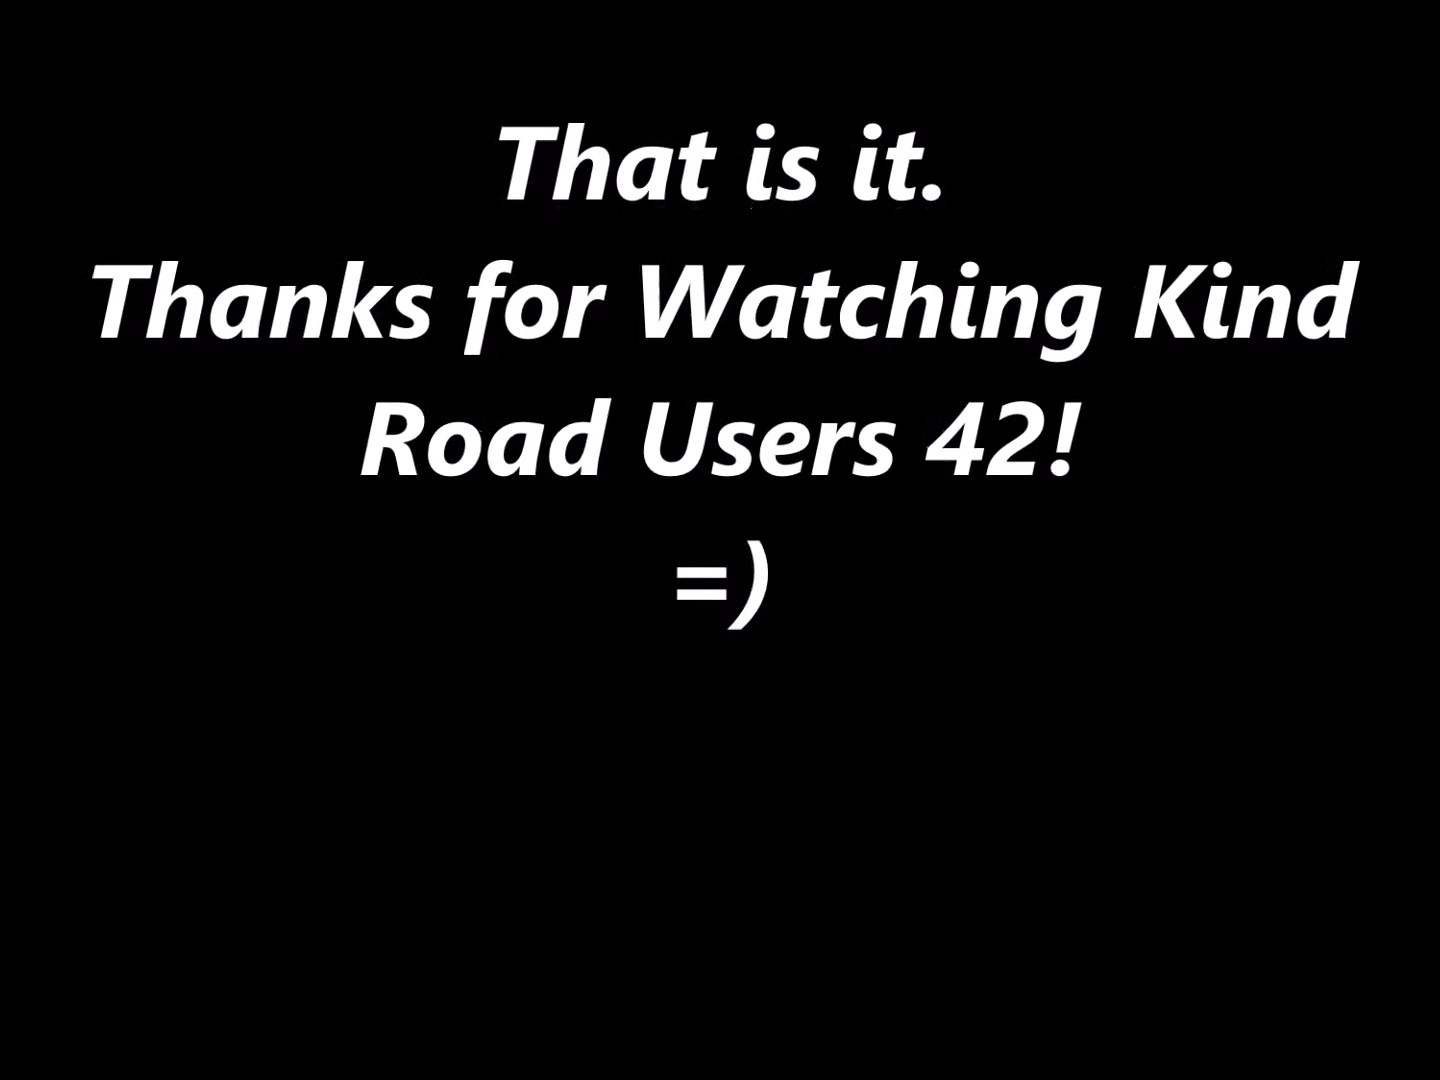 That is it.
Thanks for Watching Kind
Road Users 42!
=)